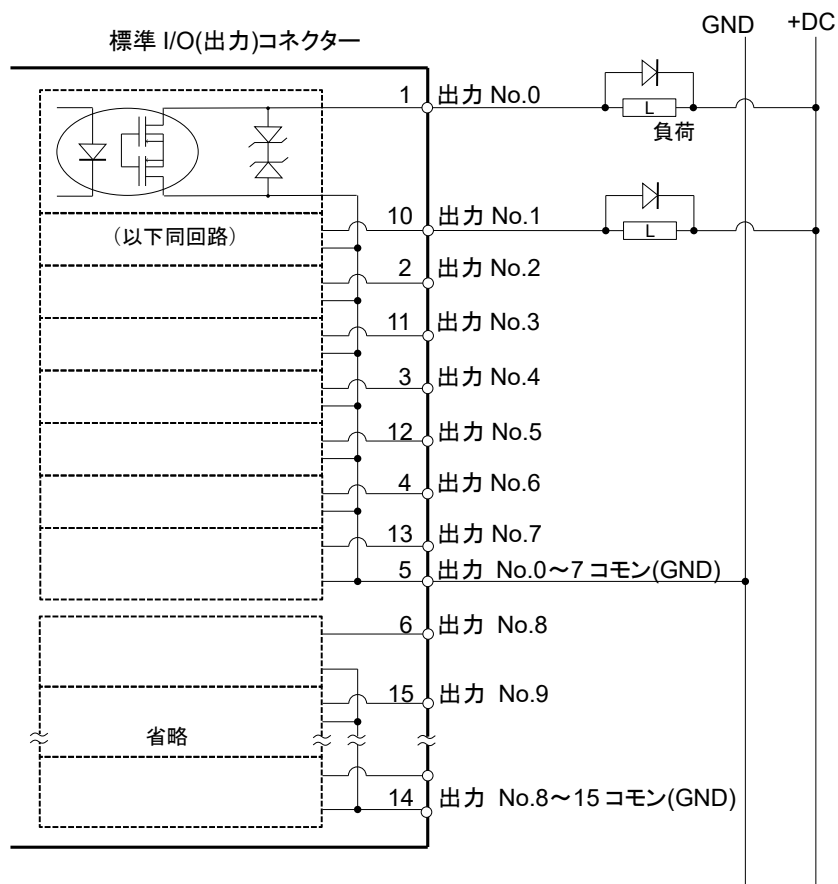 GND +DC
標準 I/O(出力)コネクター
1 出力 No.0
L
負荷
10 出力 No.1
L
(以下同回路)
2 出力 No.2
11 出力 No.3
3 出力 No.4
12 出力 No.5
4 出力 No.6
13 出力 No.7
5 出力 No.0～7 コモン(GND)
6 出力 No.8
15 出力 No.9
省略
14 出力 No.8～15 コモン(GND)